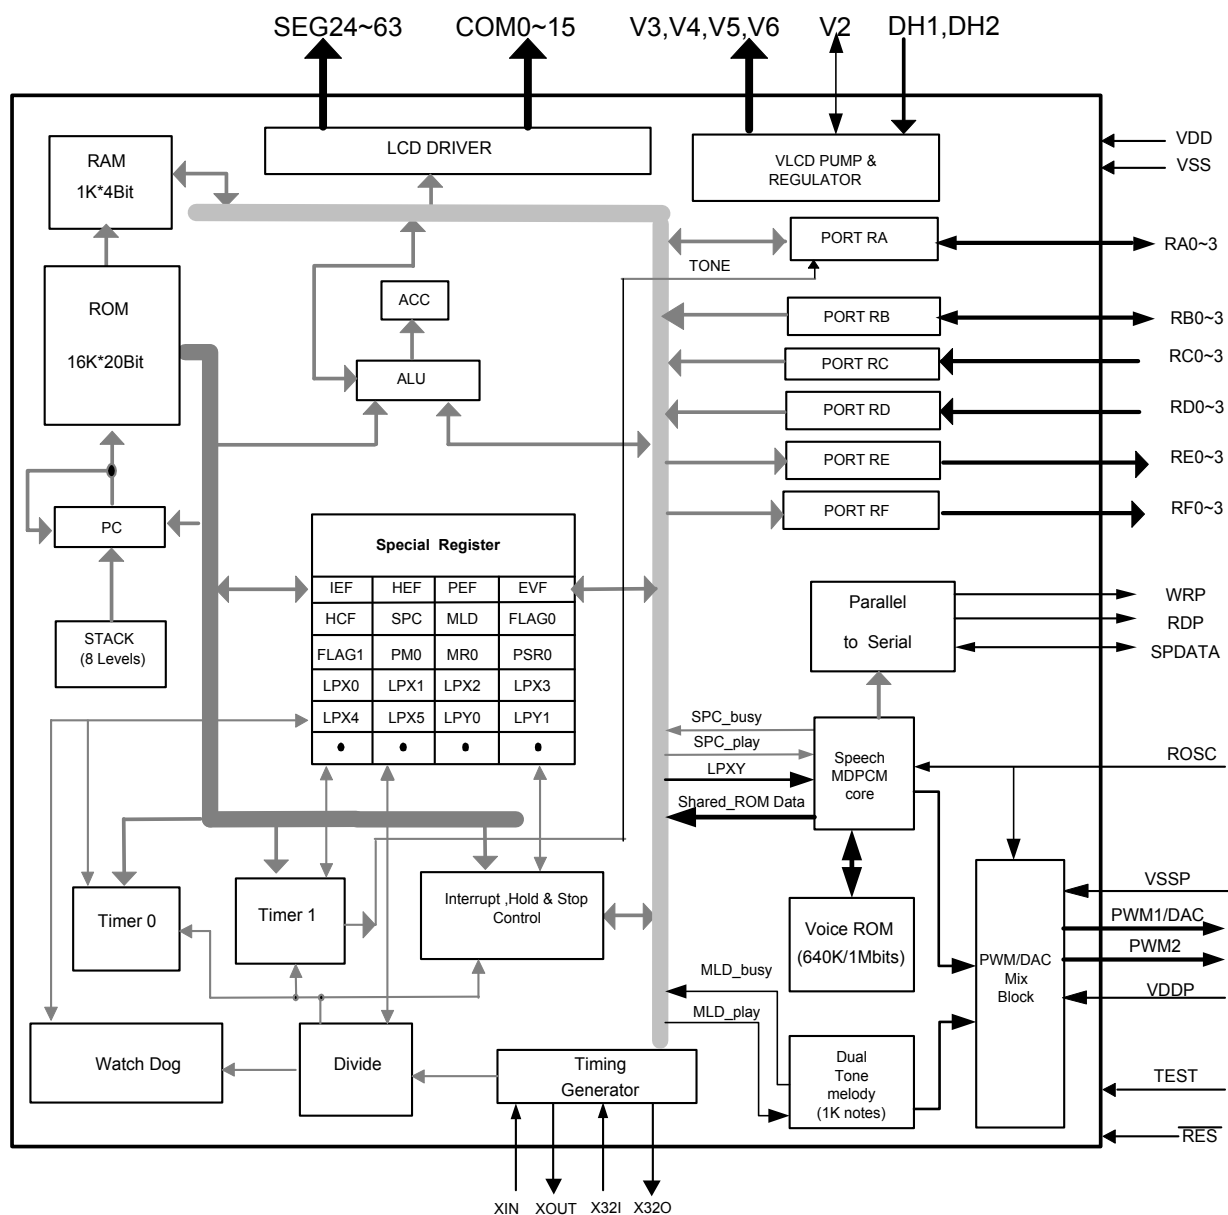 SEG24~63
COM0~15
V3,V4,V5,V6
V2
DH1,DH2
LCD DRIVER
VLCD PUMP &
REGULATOR
VDD
VSS
RAM
1K*4Bit
PORT RA
RA0~3
TONE
ROM
16K*20Bit
ACC
PORT RB
RB0~3
ALU
PORT RC
RC0~3
PORT RD
RD0~3
PORT RE
RE0~3
PORT RF
RF0~3
PC
STACK
(8 Levels)
Special Register
IEF HEF PEF EVF
HCF SPC MLD FLAG0
FLAG1 PM0 MR0 PSR0
LPX0 LPX1 LPX2 LPX3
LPX4 LPX5 LPY0 LPY1
Parallel
to Serial
WRP
RDP
SPDATA
SPC_busy
SPC_play
LPXY
Shared_ROM Data
Speech
MDPCM
core
ROSC
Timer 0
Timer 1
Interrupt ,Hold & Stop
Control
Voice ROM
(640K/1Mbits)
PWM/DAC
Mix
Block
VSSP
PWM1/DAC
PWM2
VDDP
MLD_busy
MLD_play
Watch Dog
Divide
Timing
Generator
Dual
Tone
melody
(1K notes)
TEST
RES
XIN
XOUT
X32I
X32O